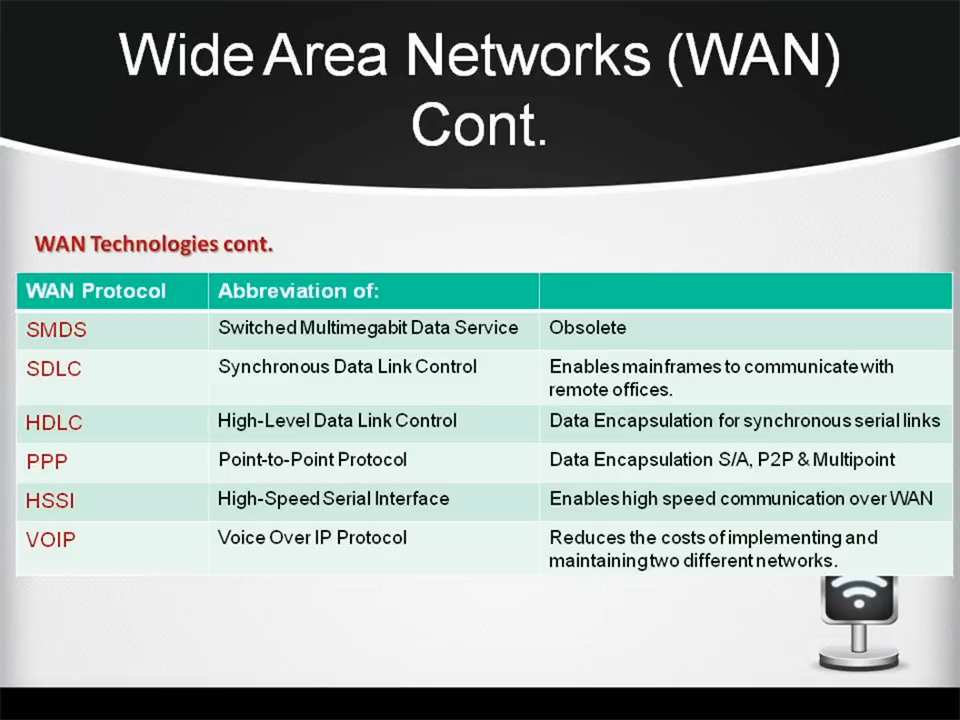 Wide Area Networks (WAN)
Cont.
WAN Technologies cont.
WAN Protocol Abbreviation of:
SMDS Switched Multimegabit Data Service Obsolete
SDLC Synchronous Data Link Control Enables mainframes to communicate with
remote offices.
HDLC High-Level Data Link Control Data Encapsulation for synchronous serial links
PPP Point-to-Point Protocol Data Encapsulation S/A, P2P & Multipoint
HSSI High-Speed Serial Interface Enables high speed communication over WAN
VOIP Voice Over IP Protocol Reduces the costs of implementing and
maintaining two different networks.